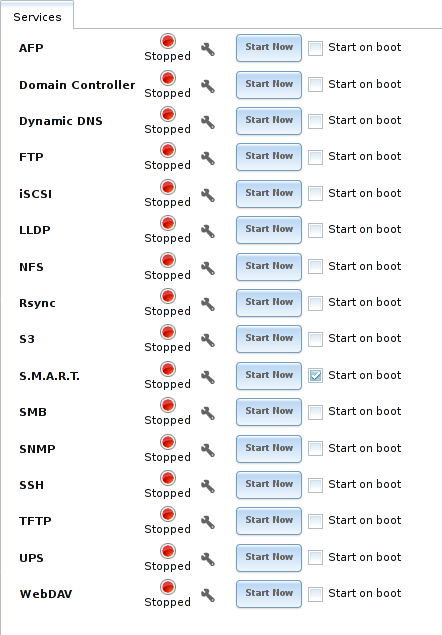 Services
AFP Stopped Start Now Start on boot
Domain Controller Stopped Start Now Start on boot
Dynamic DNS Stopped Start Now Start on boot
FTP Stopped Start Now Start on boot
iSCSI Stopped Start Now Start on boot
LLDP Stopped Start Now Start on boot
NFS Stopped Start Now Start on boot
Rsync Stopped Start Now Start on boot
S3 Stopped Start Now Start on boot
S.M.A.R.T. Stopped Start Now Start on boot
SMB Stopped Start Now Start on boot
SNMP Stopped Start Now Start on boot
SSH Stopped Start Now Start on boot
TFTP Stopped Start Now Start on boot
UPS Stopped Start Now Start on boot
WebDAV Stopped Start Now Start on boot